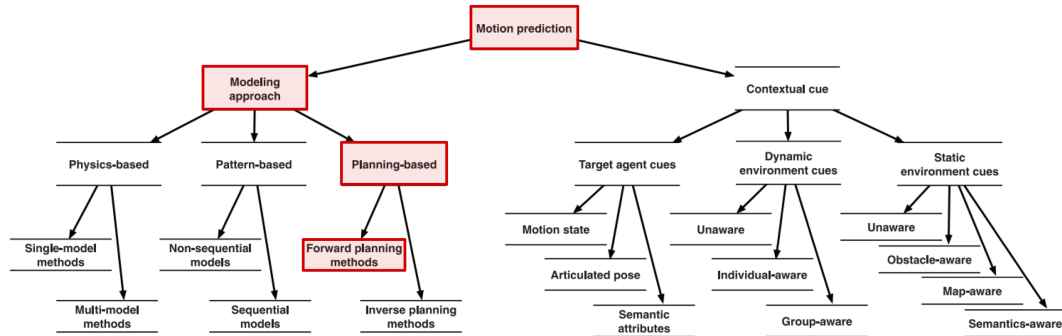 Motion prediction
Modeling
approach
Contextual cue
Physics-based
Pattern-based
Planning-based
Target agent cues
Dynamic
environment cues
Static
environment cues
Single-model
methods
Non-sequential
models
Forward planning
methods
Motion state
Unaware
Unaware
Obstacle-aware
Articulated pose
Individual-aware
Map-aware
Multi-model
methods
Sequential
models
Inverse planning
methods
Semantic
attributes
Group-aware
Semantics-aware